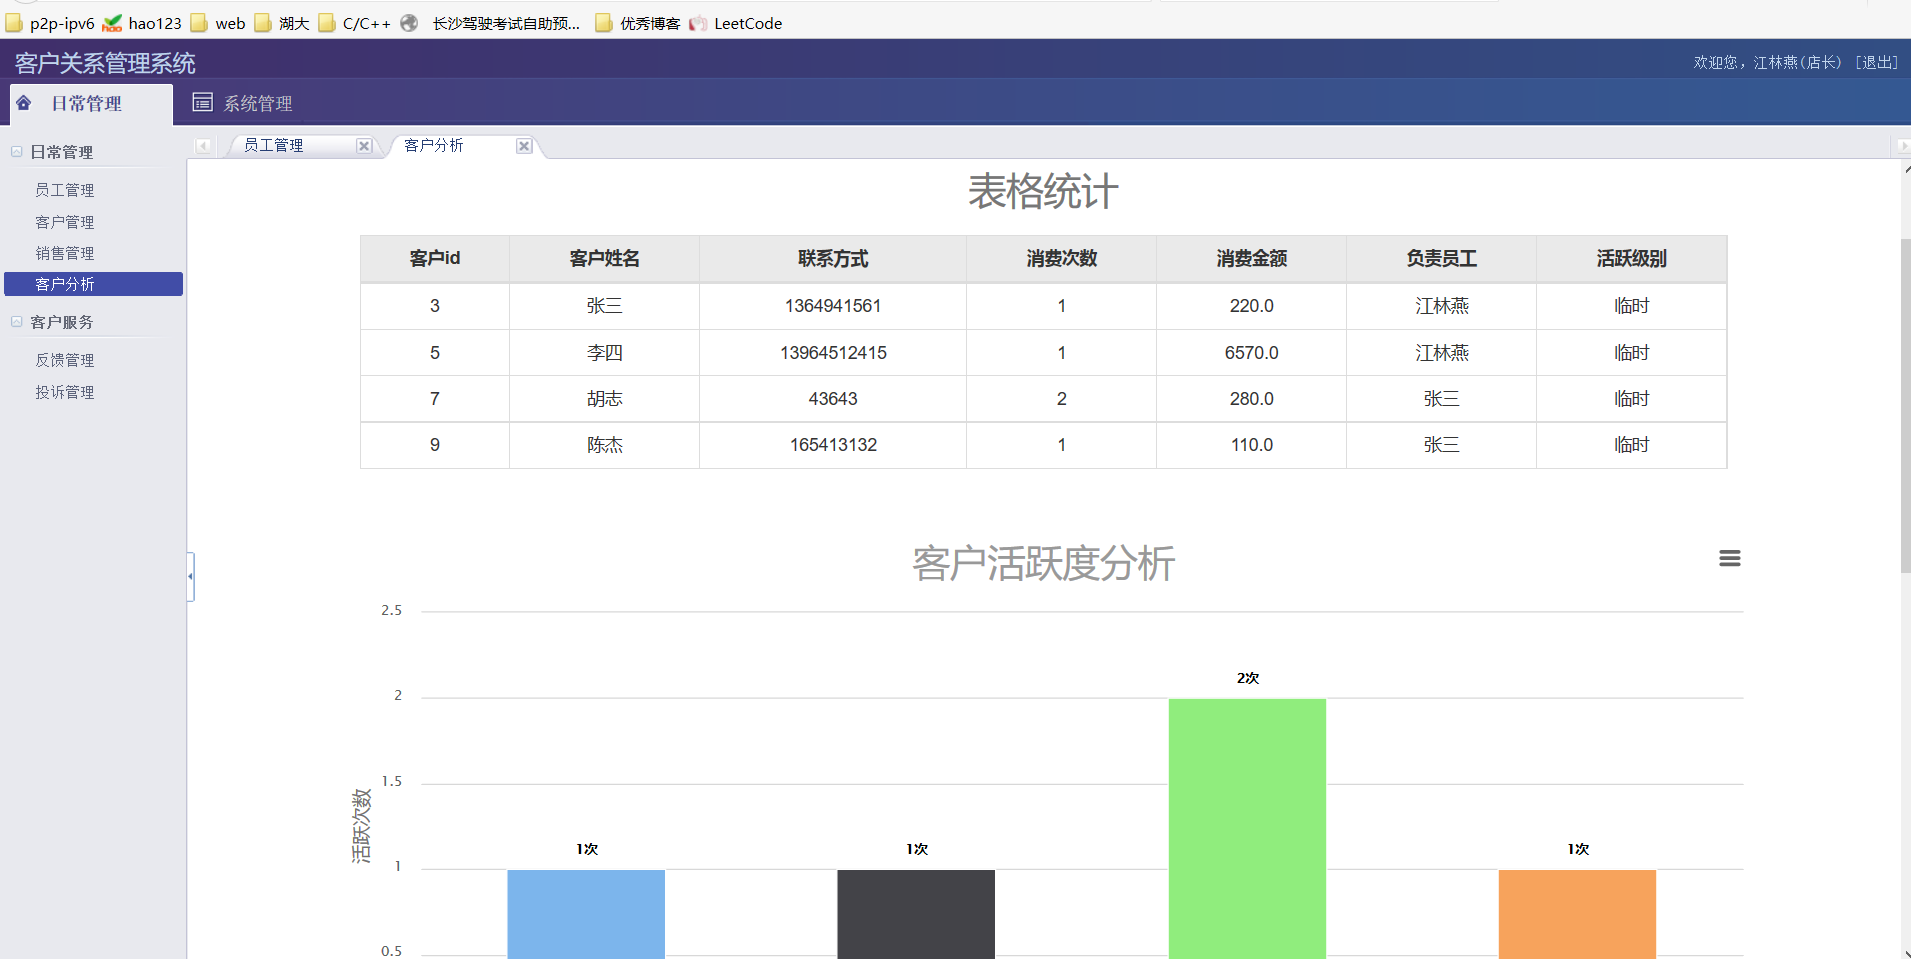 p2p-ipv6 hao123 web 湖大 C/C++ 长沙驾驶考试自助预... 优秀博客 LeetCode
客户关系管理系统
欢迎您，江林燕(店长) [退出]
日常管理 系统管理
员工管理 客户分析
日常管理
员工管理
客户管理
销售管理
客户分析
客户服务
反馈管理
投诉管理
表格统计
客户id 客户姓名 联系方式 消费次数 消费金额 负责员工 活跃级别
3 张三 1364941561 1 220.0 江林燕 临时
5 李四 13964512415 1 6570.0 江林燕 临时
7 胡志 43643 2 280.0 张三 临时
9 陈杰 165413132 1 110.0 张三 临时
客户活跃度分析
活跃次数
2.5
2
1.5
1
0.5
1次 1次 2次 1次